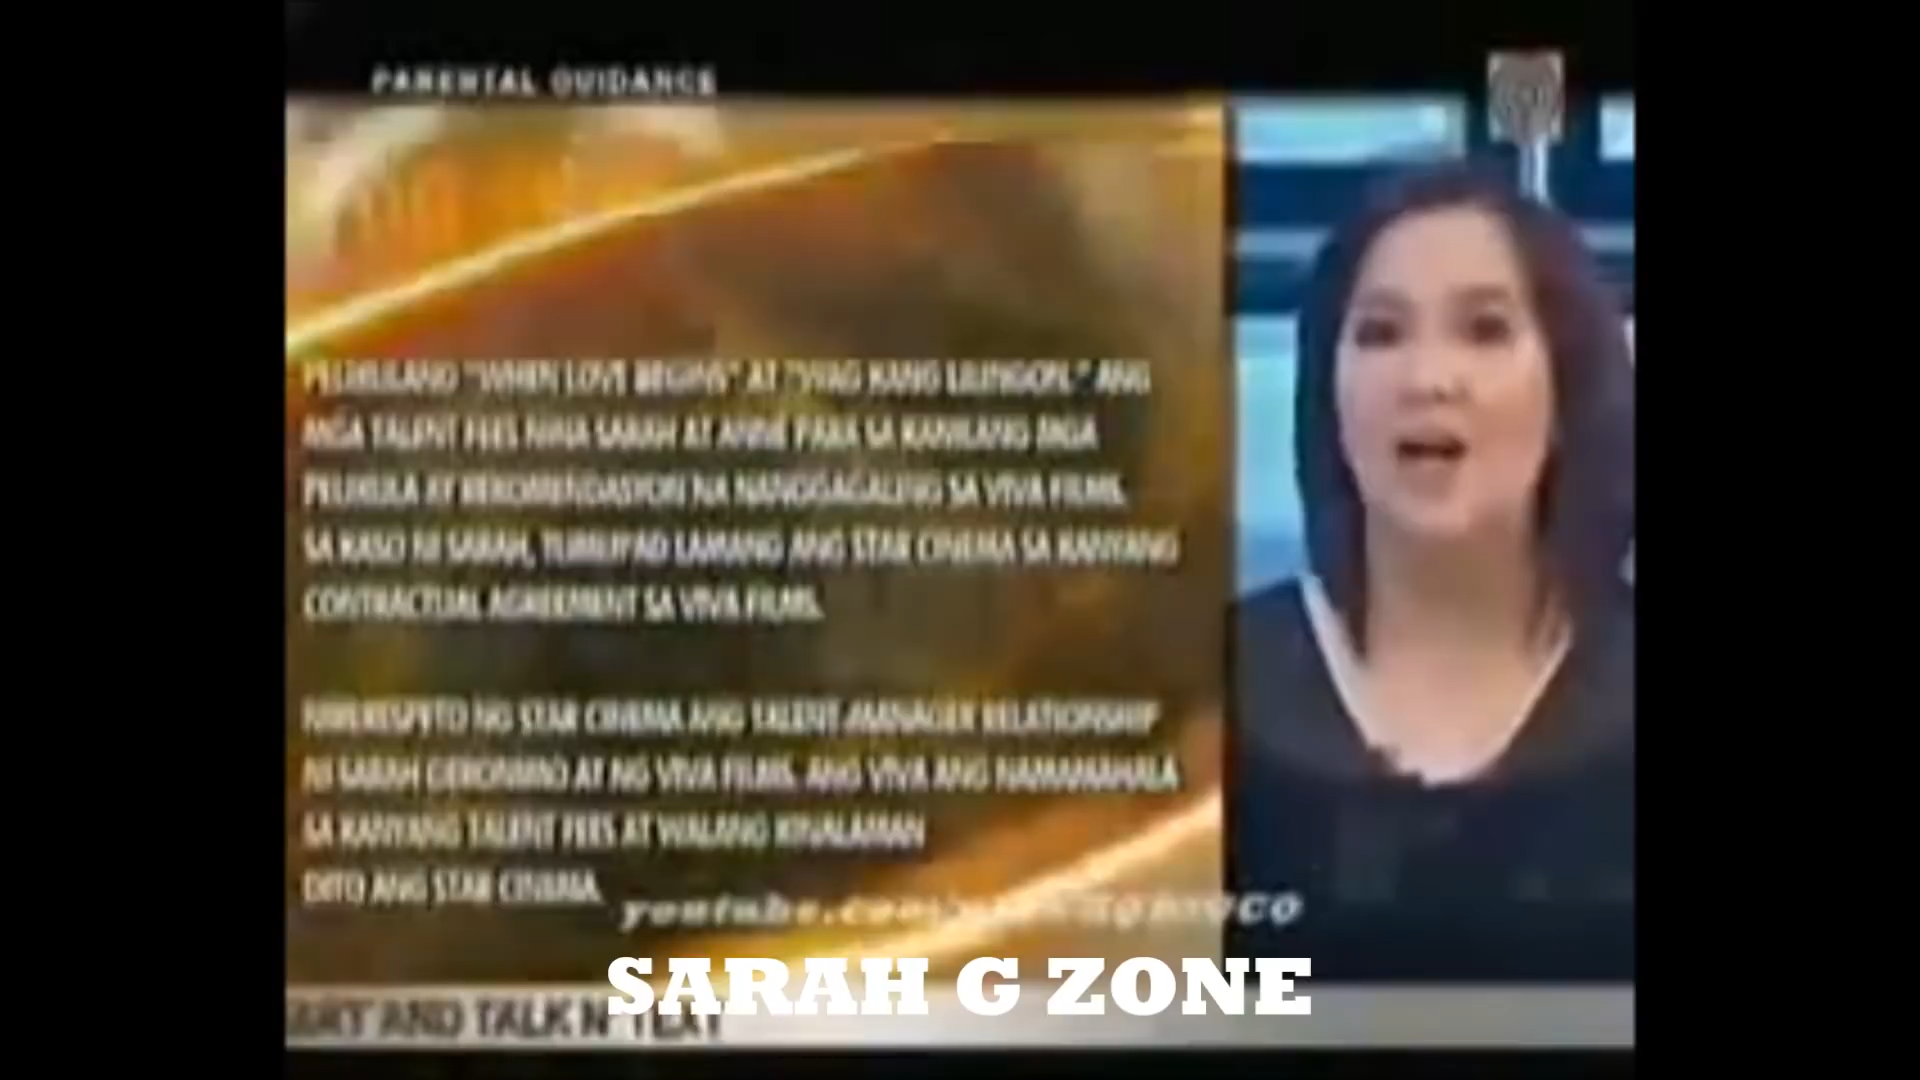 PARENTAL GUIDANCE
PELIKULANG "WHEN LOVE BEGINS" AT "'WAG KANG LILINGON." ANG
MGA TALENT FEES NINA SARAH AT ANNE PARA SA KANILANG MGA
PELIKULA AY REKOMENDASYON NA NANGGAGALING SA VIVA FILMS.
SA KASO NI SARAH, TUMUPAD LAMANG ANG STAR CINEMA SA KANYANG
CONTRACTUAL AGREEMENT SA VIVA FILMS.
NIRERESPETO NG STAR CINEMA ANG TALENT-MANAGER RELATIONSHIP
NI SARAH GERONIMO AT NG VIVA FILMS. ANG VIVA ANG NAMAMAHALA
SA KANYANG TALENT FEES AT WALANG KINALAMAN
DITO ANG STAR CINEMA.
SARAH G ZONE
AND TALK N' TEXT